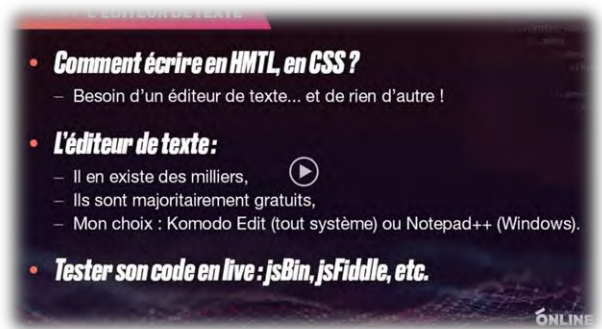 L'ÉDITEUR DE TEXTE
• Comment écrire en HMTL, en CSS ?
– Besoin d'un éditeur de texte... et de rien d'autre !
• L'éditeur de texte :
– Il en existe des milliers,
– Ils sont majoritairement gratuits,
– Mon choix : Komodo Edit (tout système) ou Notepad++ (Windows).
• Tester son code en live : jsBin, jsFiddle, etc.
ONLINE